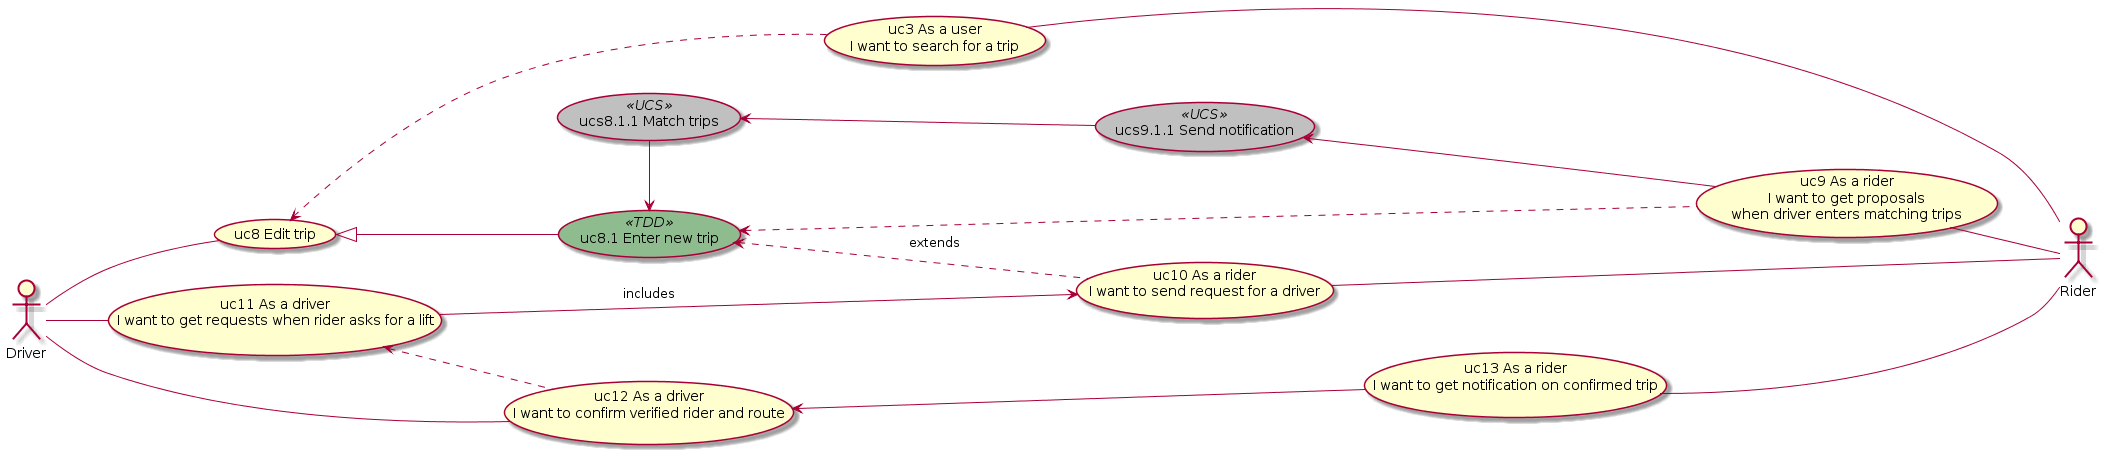 uc3 As a user
I want to search for a trip
«UCS»
ucs8.1.1 Match trips
«UCS»
ucs9.1.1 Send notification
uc9 As a rider
I want to get proposals
when driver enters matching trips
uc8 Edit trip
«TDD»
uc8.1 Enter new trip
extends
uc10 As a rider
I want to send request for a driver
includes
uc11 As a driver
I want to get requests when rider asks for a lift
Driver
Rider
uc12 As a driver
I want to confirm verified rider and route
uc13 As a rider
I want to get notification on confirmed trip